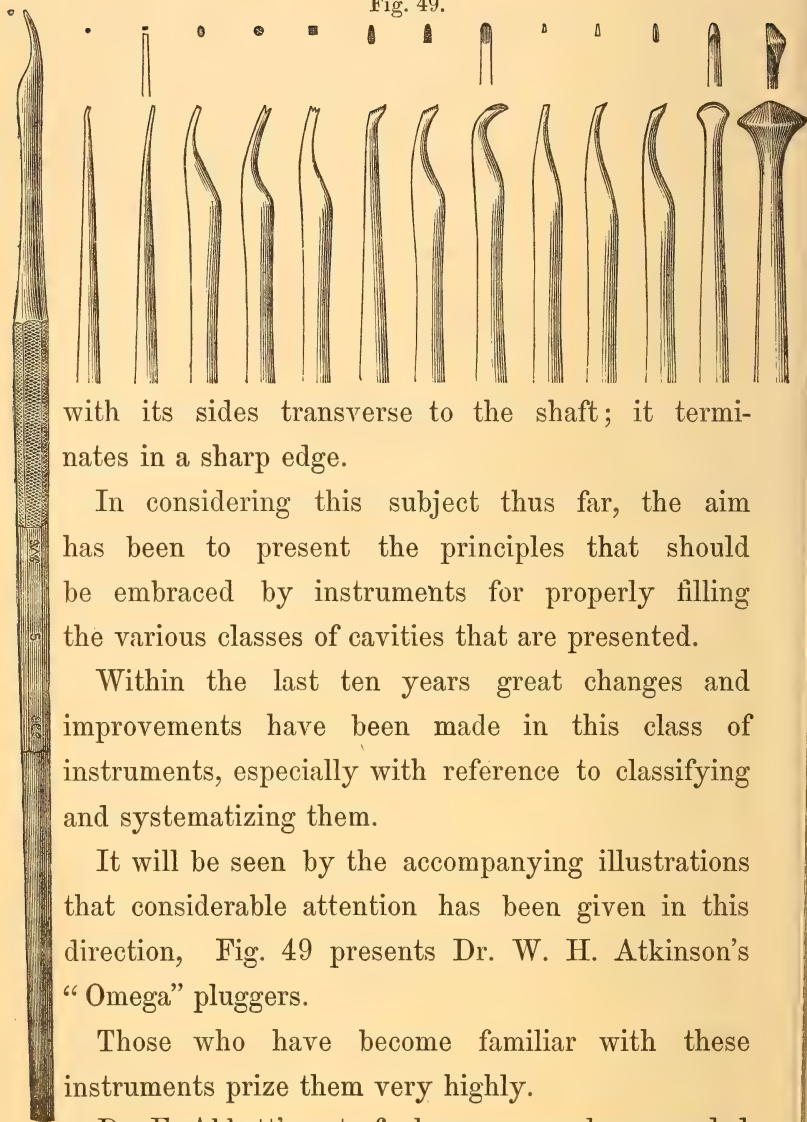 Fig. 49.
with its sides transverse to the shaft; it termi-
nates in a sharp edge.
In considering this subject thus far, the aim
has been to present the principles that should
be embraced by instruments for properly filling
the various classes of cavities that are presented.
Within the last ten years great changes and
improvements have been made in this class of
instruments, especially with reference to classifying
and systematizing them.
It will be seen by the accompanying illustrations
that considerable attention has been given in this
direction, Fig. 49 presents Dr. W. H. Atkinson's
“ Omega” pluggers.
Those who have become familiar with these
instruments prize them very highly.